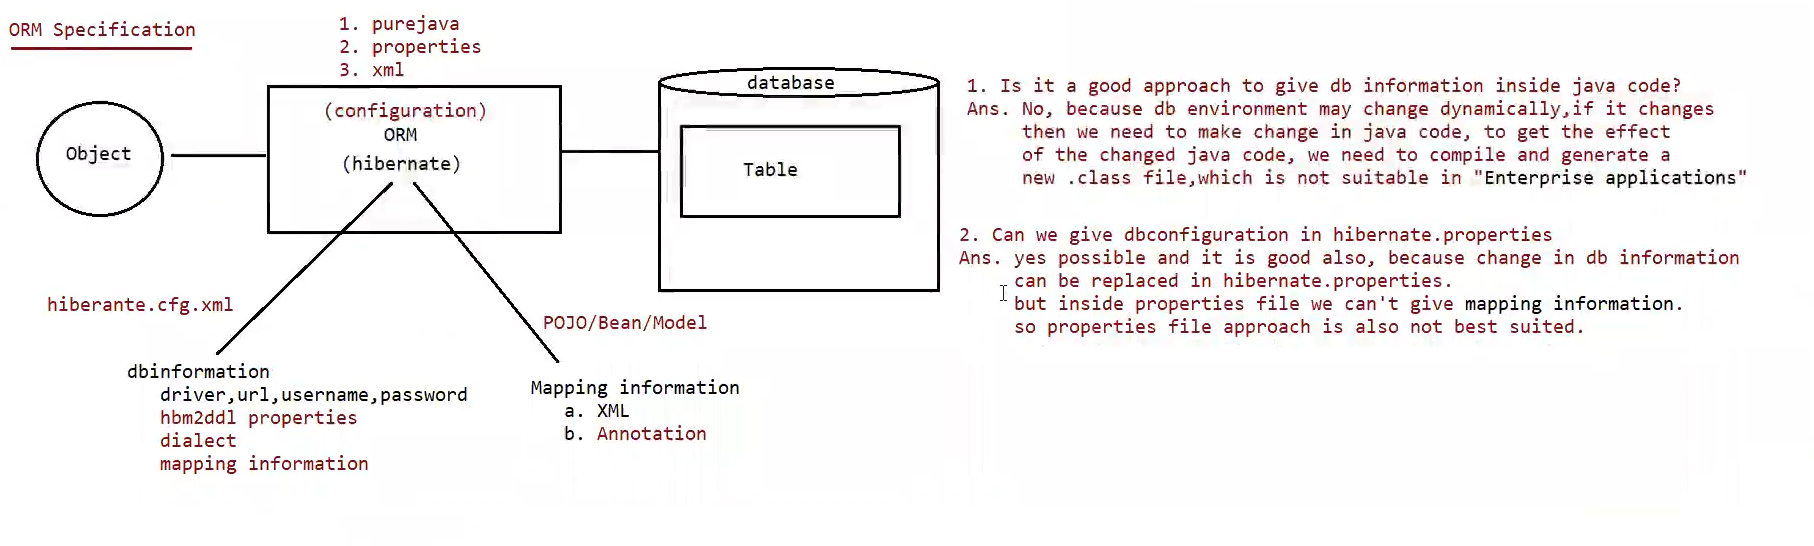 ORM Specification
1. purejava
2. properties
3. xml
(configuration)
ORM
(hibernate)
Object
database
Table
hiberante.cfg.xml
dbinformation
driver,url,username,password
hbm2ddl properties
dialect
mapping information
POJO/Bean/Model
Mapping information
a. XML
b. Annotation
1. Is it a good approach to give db information inside java code?
Ans. No, because db environment may change dynamically,if it changes
then we need to make change in java code, to get the effect
of the changed java code, we need to compile and generate a
new .class file,which is not suitable in "Enterprise applications"
2. Can we give dbconfiguration in hibernate.properties
Ans. yes possible and it is good also, because change in db information
can be replaced in hibernate.properties.
but inside properties file we can't give mapping information.
so properties file approach is also not best suited.